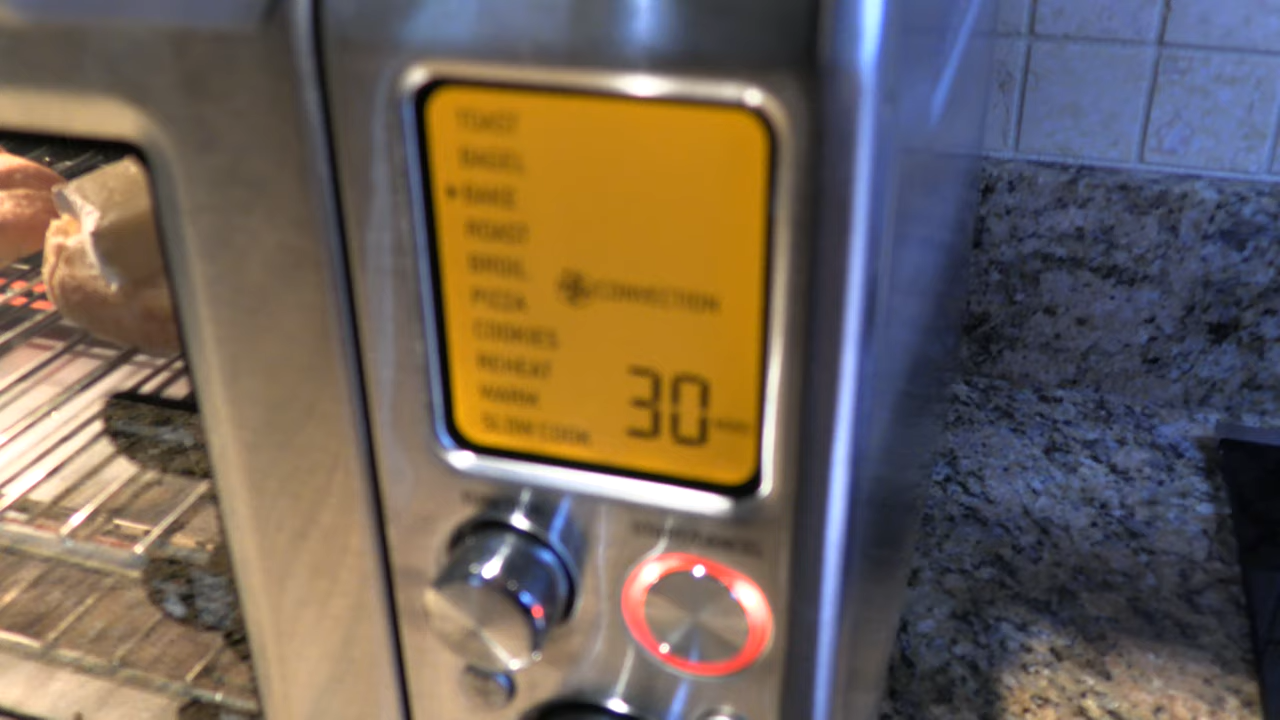 TOAST
BAGEL
BAKE
ROAST
BROIL
PIZZA
CONVECTION
COOKIES
REHEAT
WARM
30
SLOW COOK